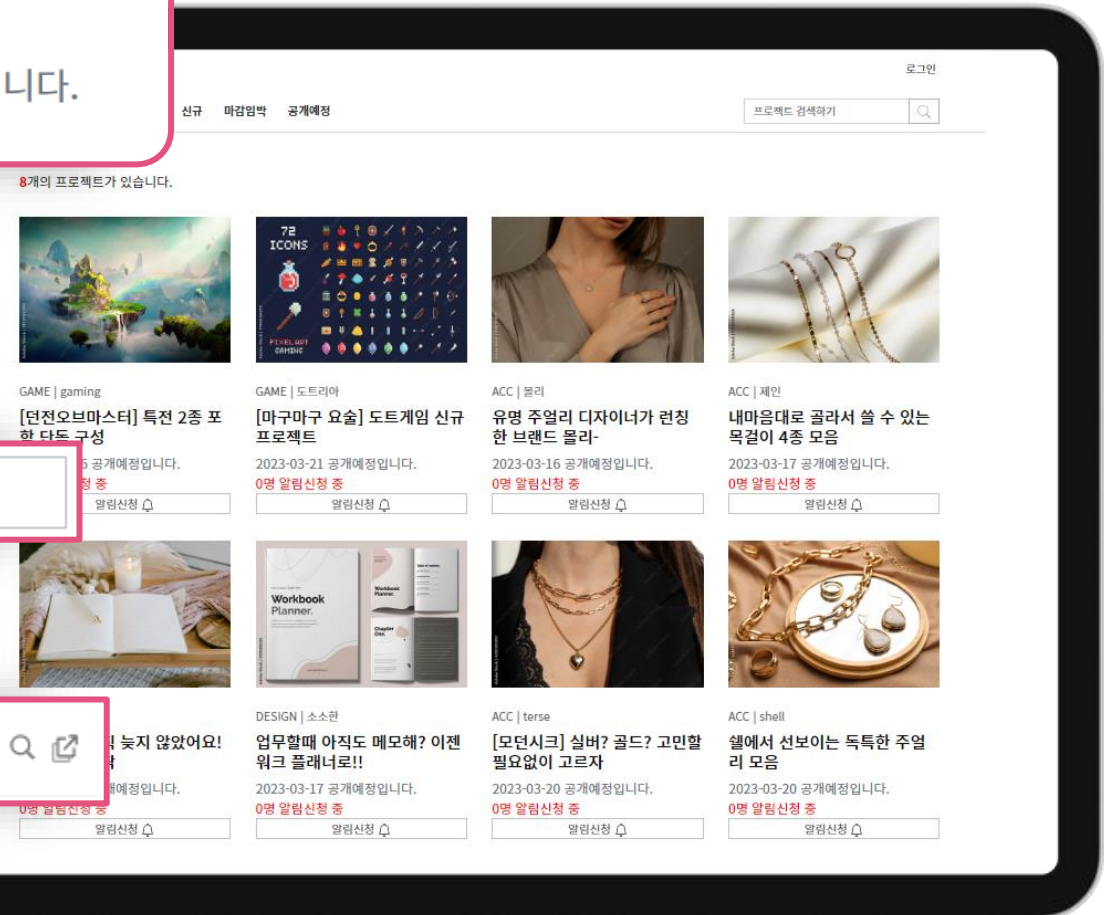 니다.
로그인
신규 마감임박 공개예정
프로젝트 검색하기
8개의 프로젝트가 있습니다.
72
ICONS
PIXEL ART
GAMING
GAME | gaming
[던전오브마스터] 특전 2종 포
함 단독 구성
공개예정입니다.
청 중
알림신청
GAME | 도트리아
[마구마구 요술] 도트게임 신규
프로젝트
2023-03-21 공개예정입니다.
0명 알림신청 중
알림신청
ACC | 몰리
유명 주얼리 디자이너가 런칭
한 브랜드 몰리-
2023-03-16 공개예정입니다.
0명 알림신청 중
알림신청
ACC | 제인
내마음대로 골라서 쓸 수 있는
목걸이 4종 모음
2023-03-17 공개예정입니다.
0명 알림신청 중
알림신청
Workbook
Planner.
Workbook
Planner.
Chapter
One.
늦지 않았어요!
개예정입니다.
0명 알림신청 중
알림신청
DESIGN | 소소한
업무할때 아직도 메모해? 이젠
워크 플래너로!!
2023-03-17 공개예정입니다.
0명 알림신청 중
알림신청
ACC | terse
[모던시크] 실버? 골드? 고민할
필요없이 고르자
2023-03-20 공개예정입니다.
0명 알림신청 중
알림신청
ACC | shell
쉘에서 선보이는 독특한 주얼
리 모음
2023-03-20 공개예정입니다.
0명 알림신청 중
알림신청